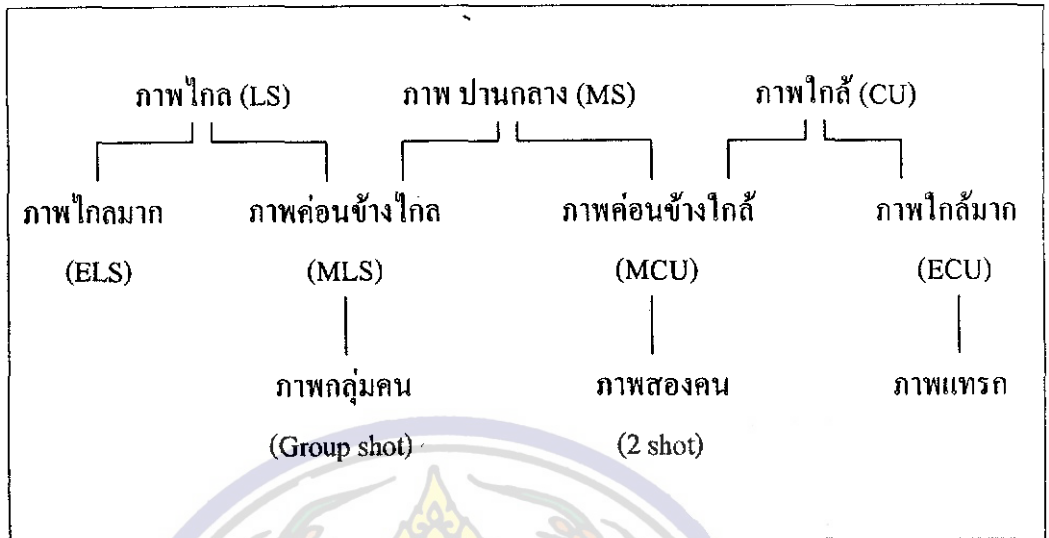 ภาพไกล (LS) ภาพ ปานกลาง (MS) ภาพใกล้ (CU)
ภาพไกลมาก ภาพค่อนข้างไกล ภาพค่อนข้างใกล้ ภาพใกล้มาก
(ELS) (MLS) (MCU) (ECU)
ภาพกลุ่มคน ภาพสองคน ภาพแทรก
(Group shot) (2 shot)